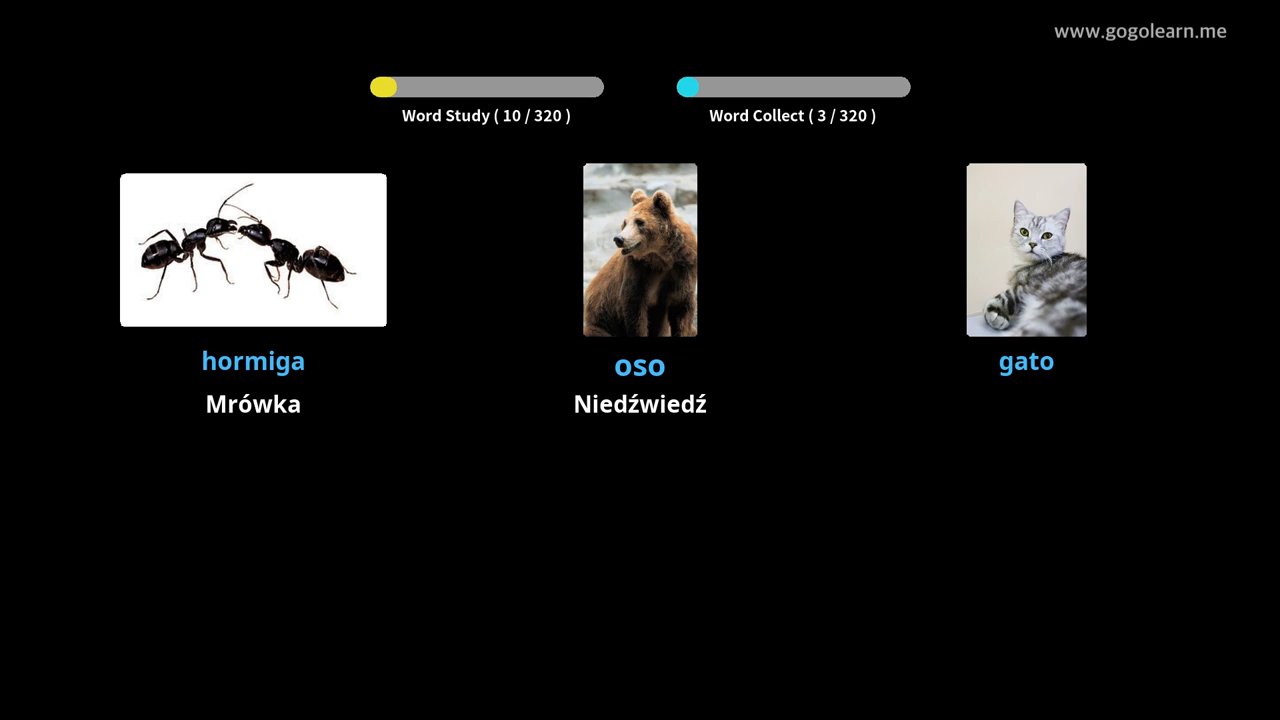 www.gogolearn.me
Word Study ( 10 / 320 )
Word Collect ( 3 / 320 )
hormiga
oso
gato
Mrówka
Niedźwiedź